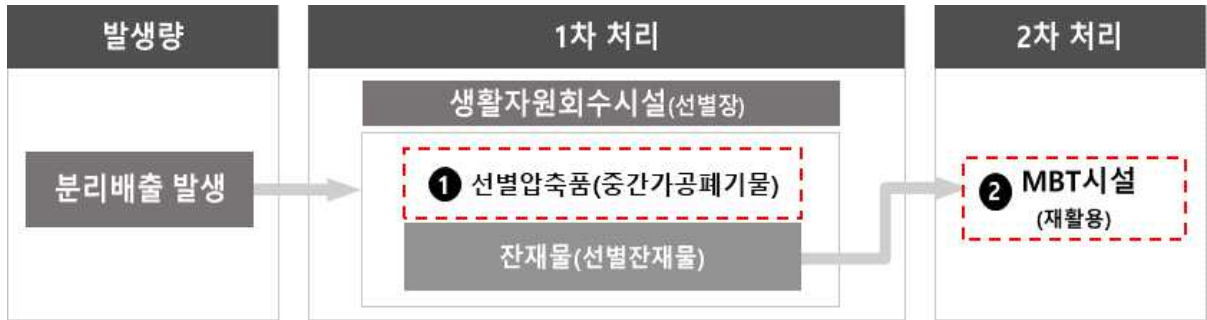 발생량
1차 처리
2차 처리
생활자원회수시설(선별장)
분리배출 발생
❶ 선별압축품(중간가공폐기물)
잔재물(선별잔재물)
❷ MBT시설
(재활용)